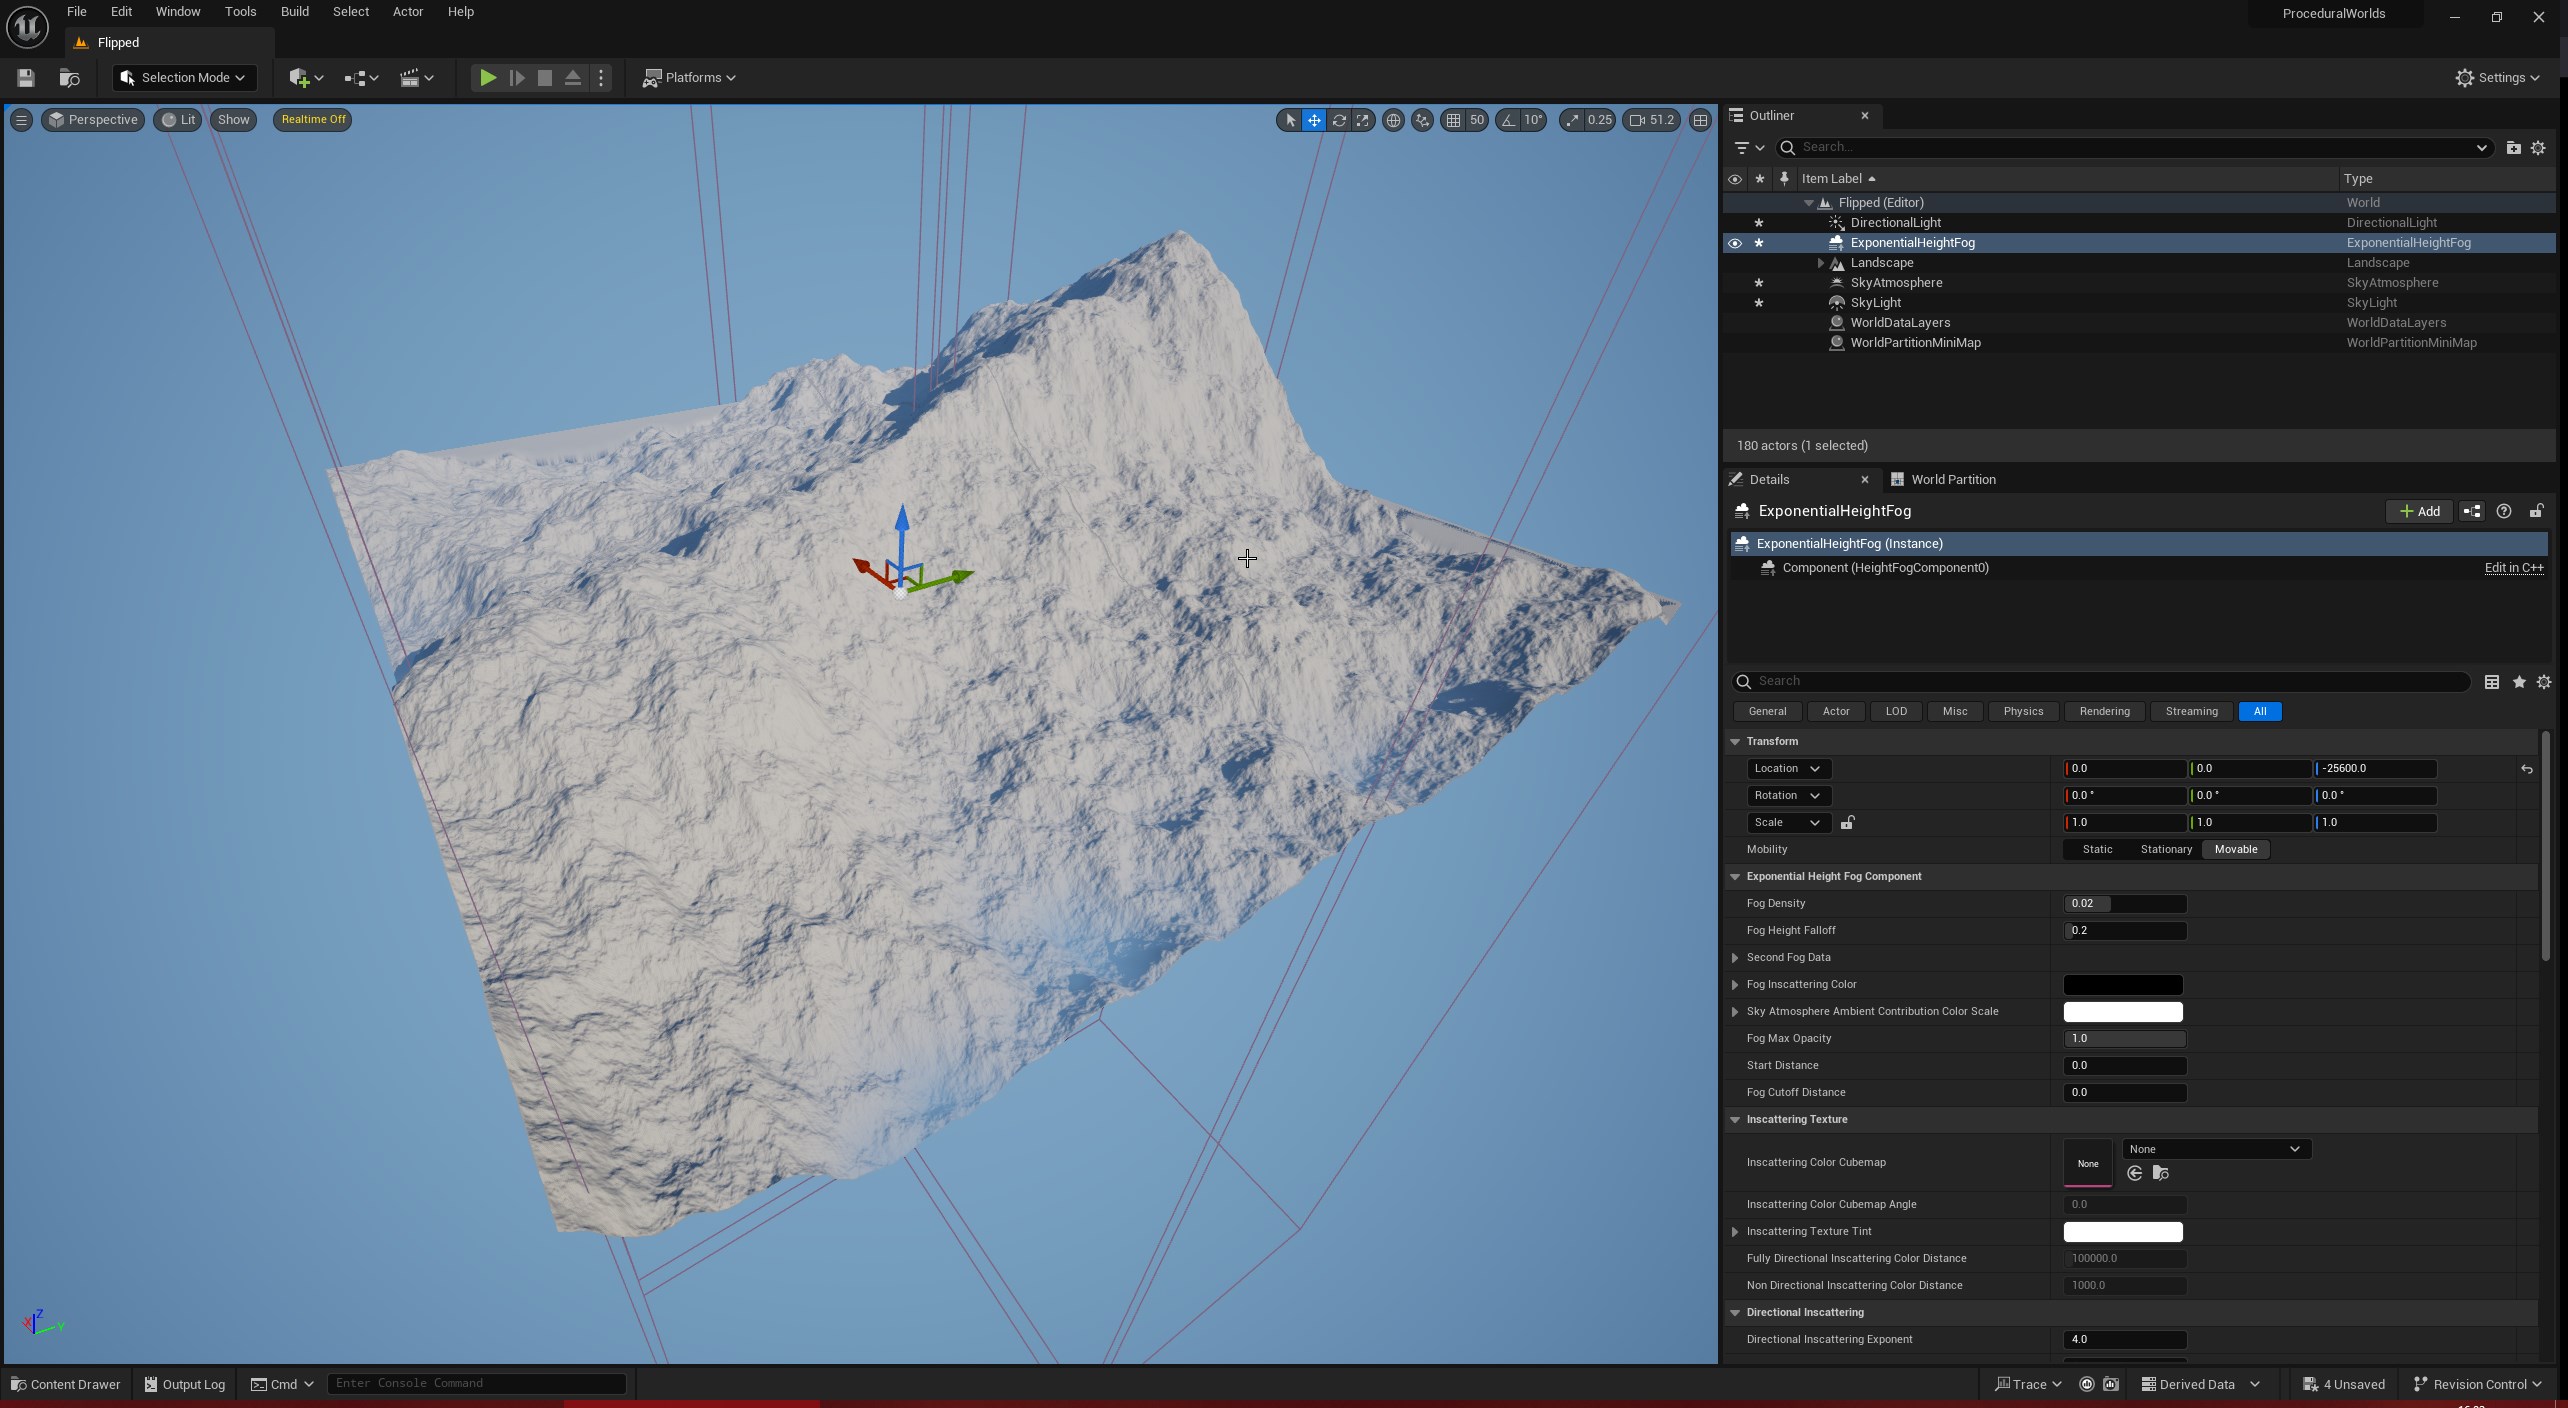 File Edit Window Tools Build Select Actor Help
ProceduralWorlds
Flipped
Selection Mode
Platforms
Settings
Perspective Lit Show Realtime Off
50 10° 0.25 51.2
Outliner
Search...
Item Label Type
Flipped (Editor) World
DirectionalLight DirectionalLight
ExponentialHeightFog ExponentialHeightFog
Landscape Landscape
SkyAtmosphere SkyAtmosphere
SkyLight SkyLight
WorldDataLayers WorldDataLayers
WorldPartitionMiniMap WorldPartitionMiniMap
180 actors (1 selected)
Details World Partition
ExponentialHeightFog
Add
ExponentialHeightFog (Instance)
Component (HeightFogComponent0) Edit in C++
Search
General Actor LOD Misc Physics Rendering Streaming All
Transform
Location 0.0 0.0 -25600.0
Rotation 0.0 ° 0.0 ° 0.0 °
Scale 1.0 1.0 1.0
Mobility Static Stationary Movable
Exponential Height Fog Component
Fog Density 0.02
Fog Height Falloff 0.2
Second Fog Data
Fog Inscattering Color
Sky Atmosphere Ambient Contribution Color Scale
Fog Max Opacity 1.0
Start Distance 0.0
Fog Cutoff Distance 0.0
Inscattering Texture
Inscattering Color Cubemap None None
Inscattering Color Cubemap Angle 0.0
Inscattering Texture Tint
Fully Directional Inscattering Color Distance 100000.0
Non Directional Inscattering Color Distance 1000.0
Directional Inscattering
Directional Inscattering Exponent 4.0
Z
X
Y
Content Drawer Output Log Cmd Enter Console Command
Trace Derived Data 4 Unsaved Revision Control